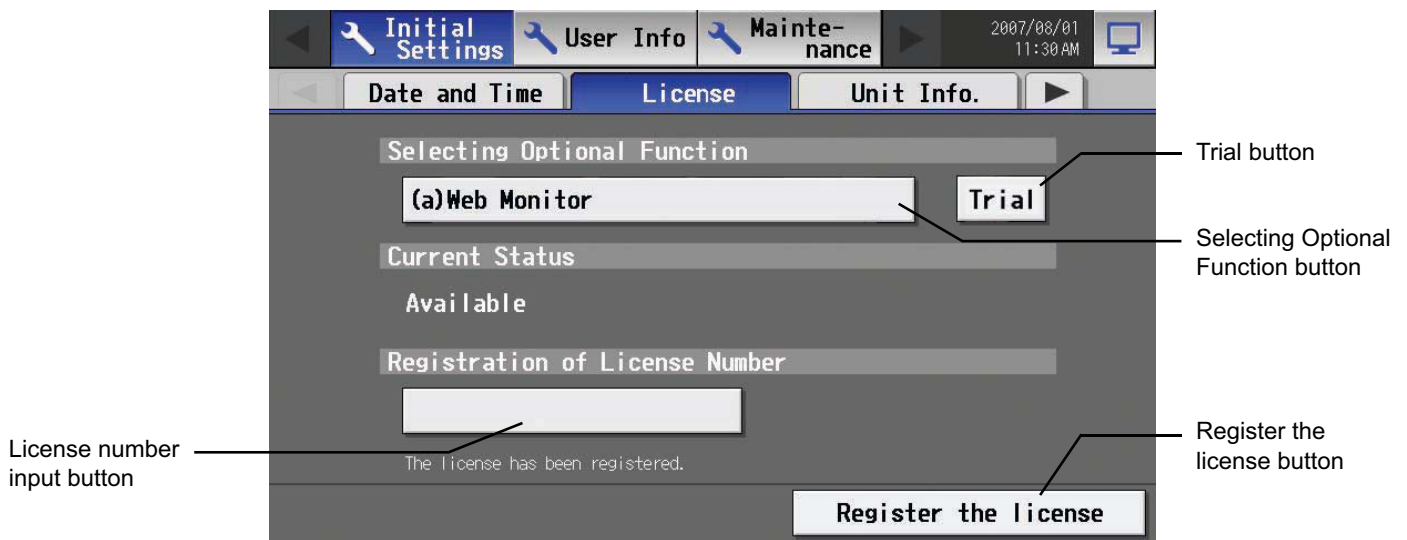 Initial
Settings
User Info
Mainte-
nance
2007/08/01
11:30 AM
Date and Time
License
Unit Info.
Selecting Optional Function
(a)Web Monitor
Trial
Current Status
Available
Registration of License Number
The license has been registered.
Register the license
Trial button
Selecting Optional
Function button
License number
input button
Register the
license button